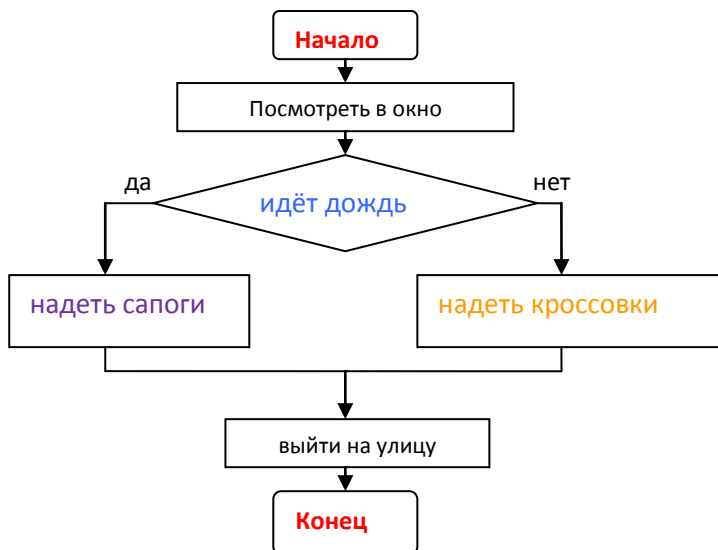 Начало
Посмотреть в окно
да
нет
идёт дождь
надеть сапоги
надеть кроссовки
выйти на улицу
Конец